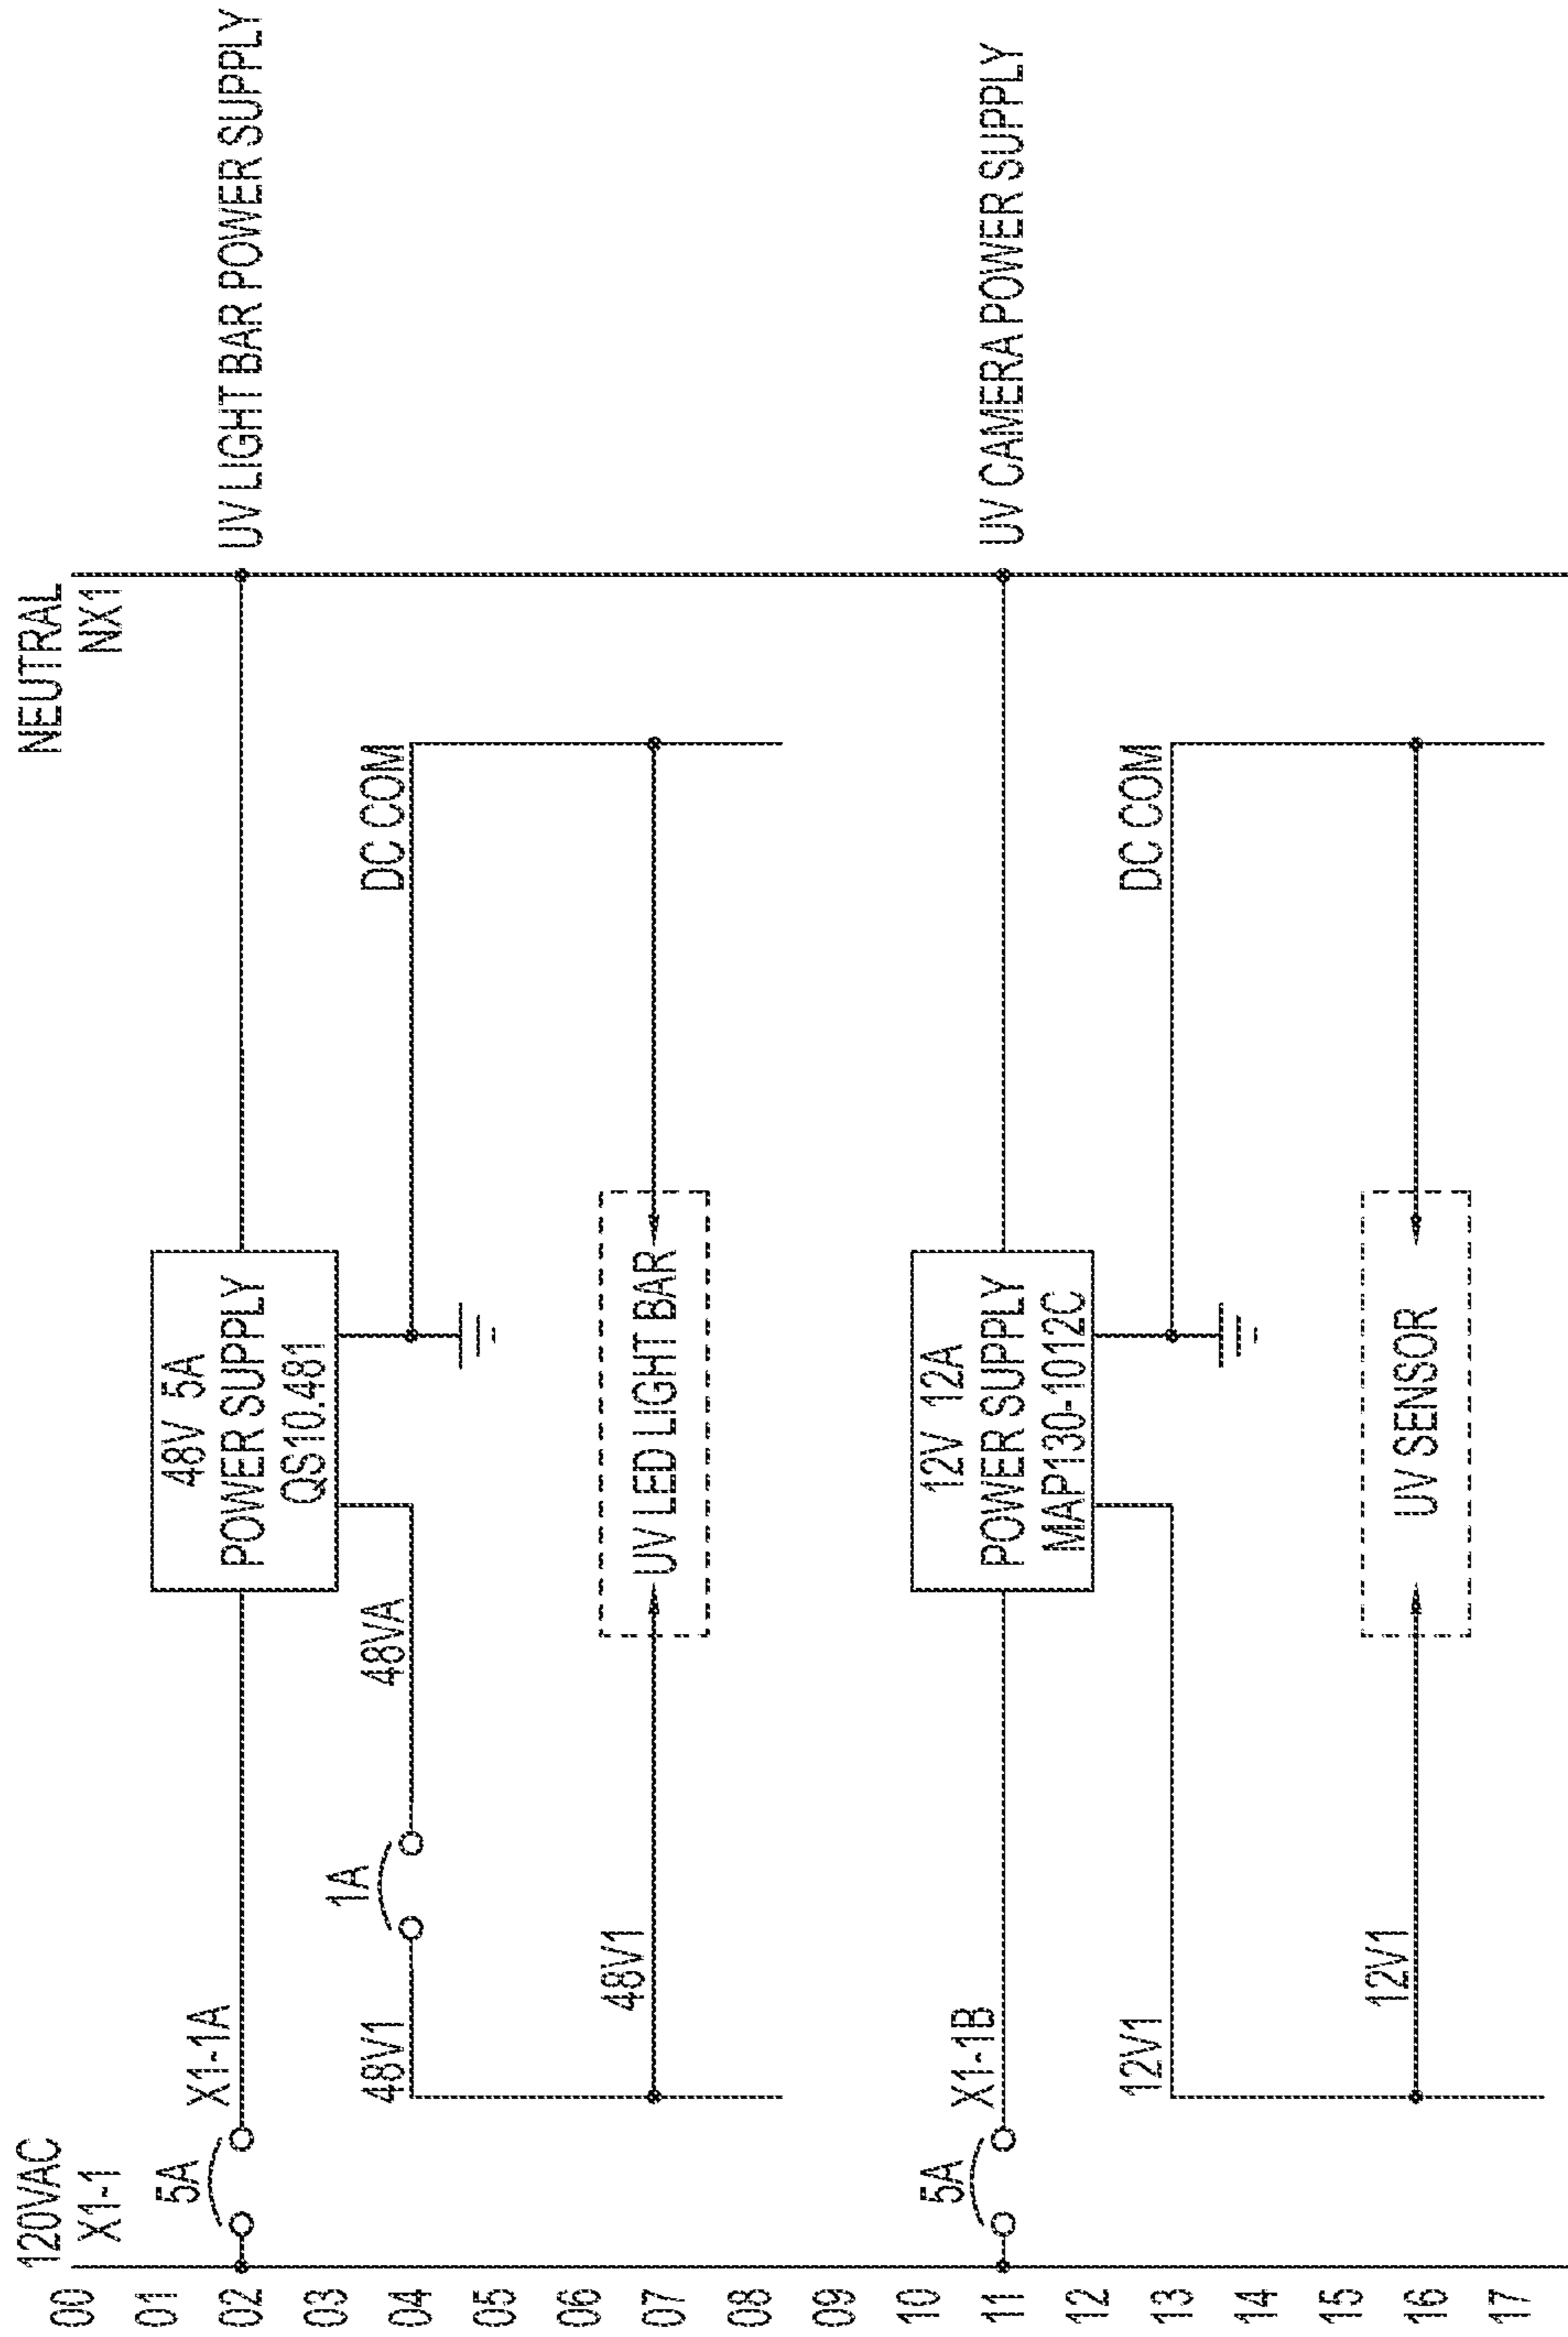 120VAC
X1-1
NEUTRAL
NX1
00
01
5A
X1-1A
48V 5A
POWER SUPPLY
QS10.481
02
UV LIGHT BAR POWER SUPPLY
03
1A
04
48V1
48VA
DC COM
05
06
48V1
07
UV LED LIGHT BAR
08
09
10
5A
X1-1B
12V 12A
POWER SUPPLY
MAP130-1012C
11
UV CAMERA POWER SUPPLY
12
12V1
DC COM
13
14
15
12V1
16
UV SENSOR
17